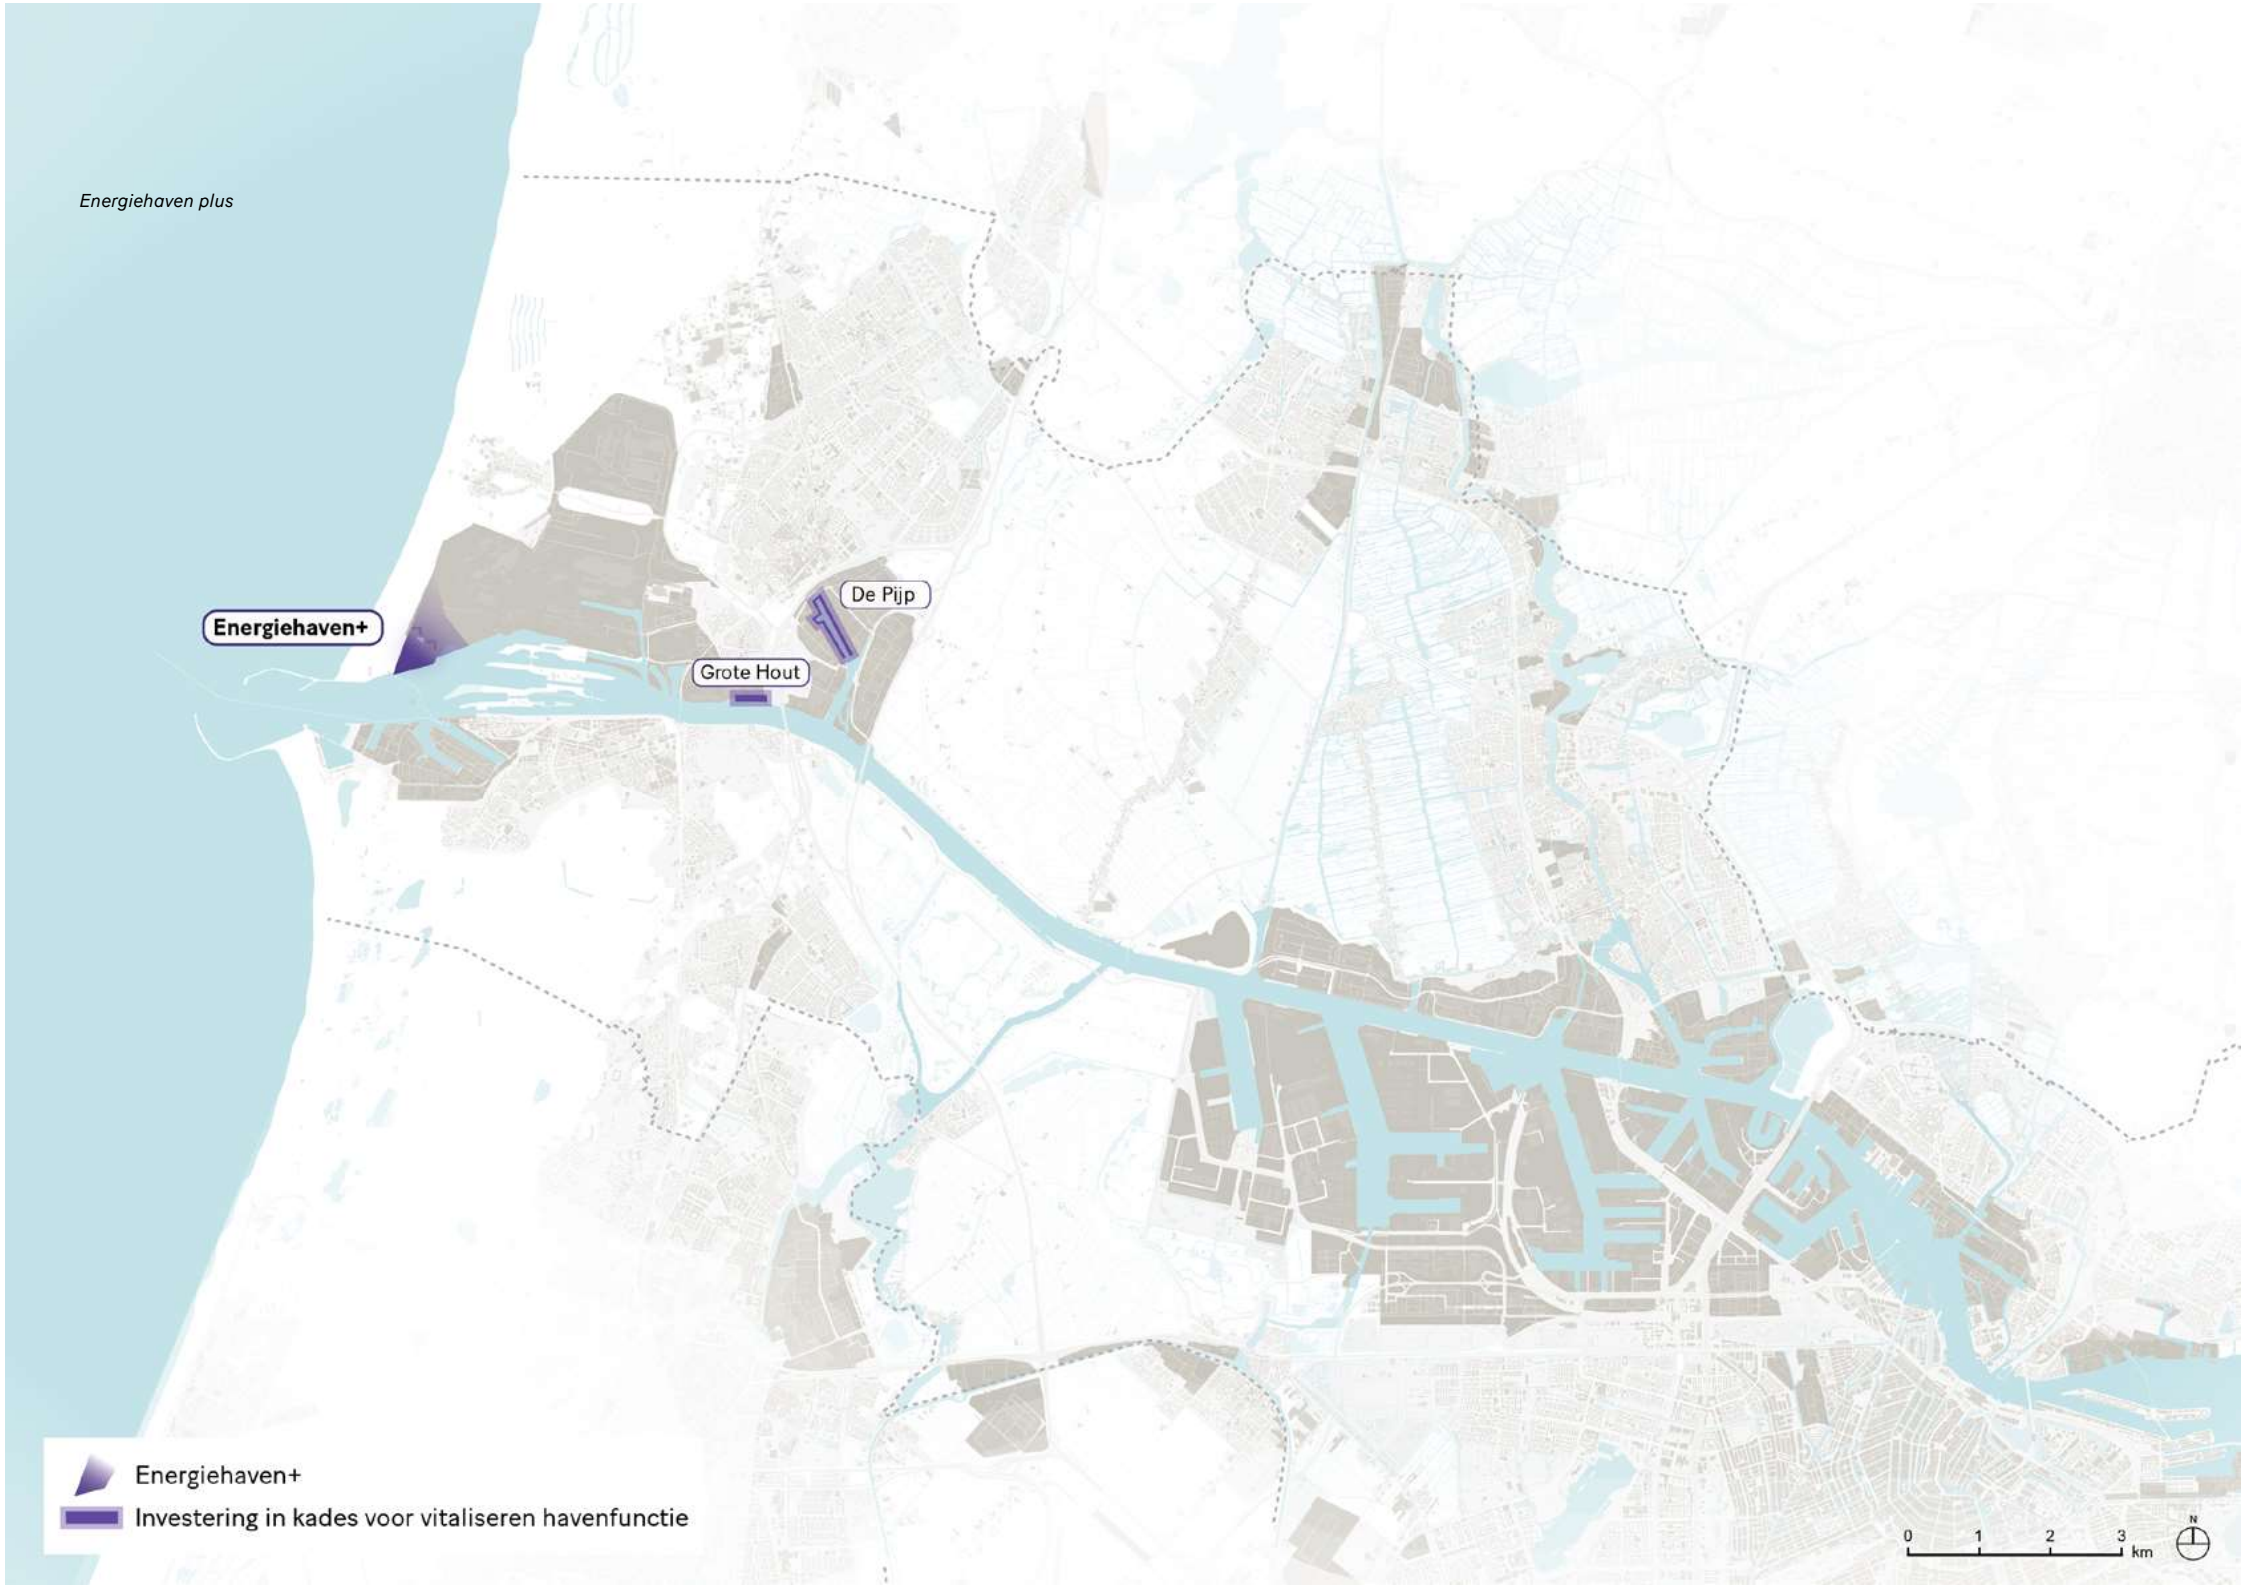 Energiehaven plus
De Pijp
Energiehaven+
Grote Hout
Energiehaven+
Investering in kades voor vitaliseren havenfunctie
0 1 2 3 km
N